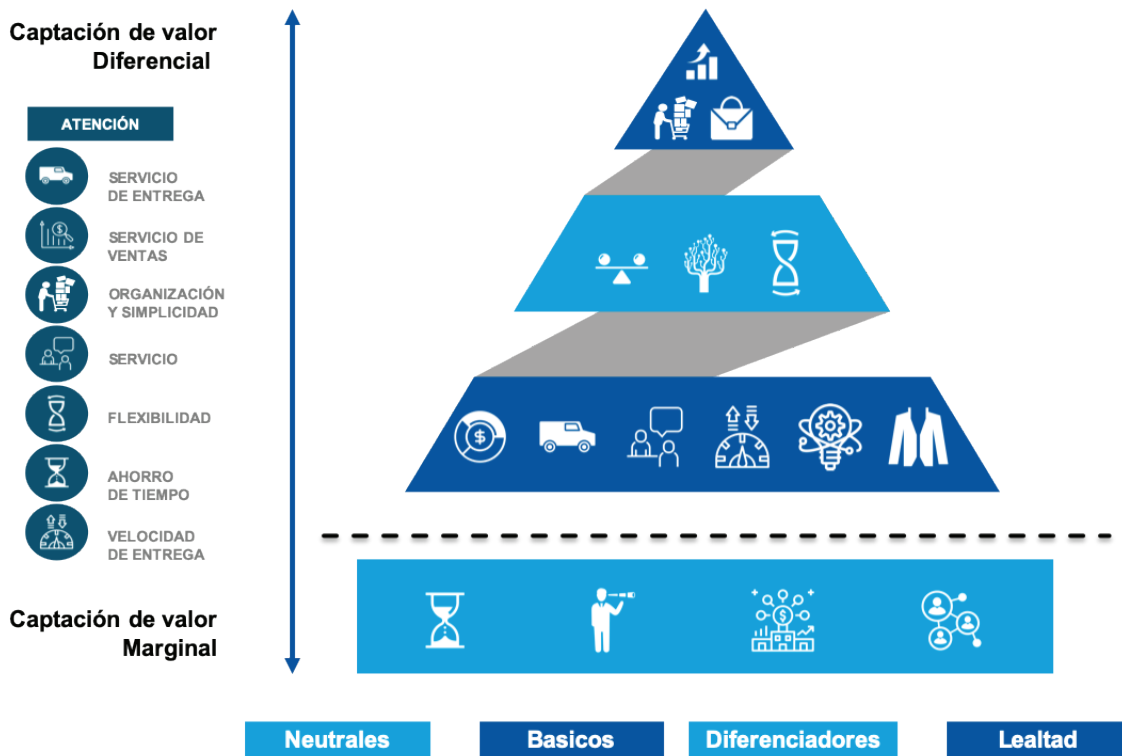 Captación de valor
Diferencial
ATENCIÓN
SERVICIO
DE ENTREGA
SERVICIO DE
VENTAS
ORGANIZACIÓN
Y SIMPLICIDAD
SERVICIO
FLEXIBILIDAD
AHORRO
DE TIEMPO
VELOCIDAD
DE ENTREGA
Captación de valor
Marginal
$
$
$
Neutrales
Basicos
Diferenciadores
Lealtad